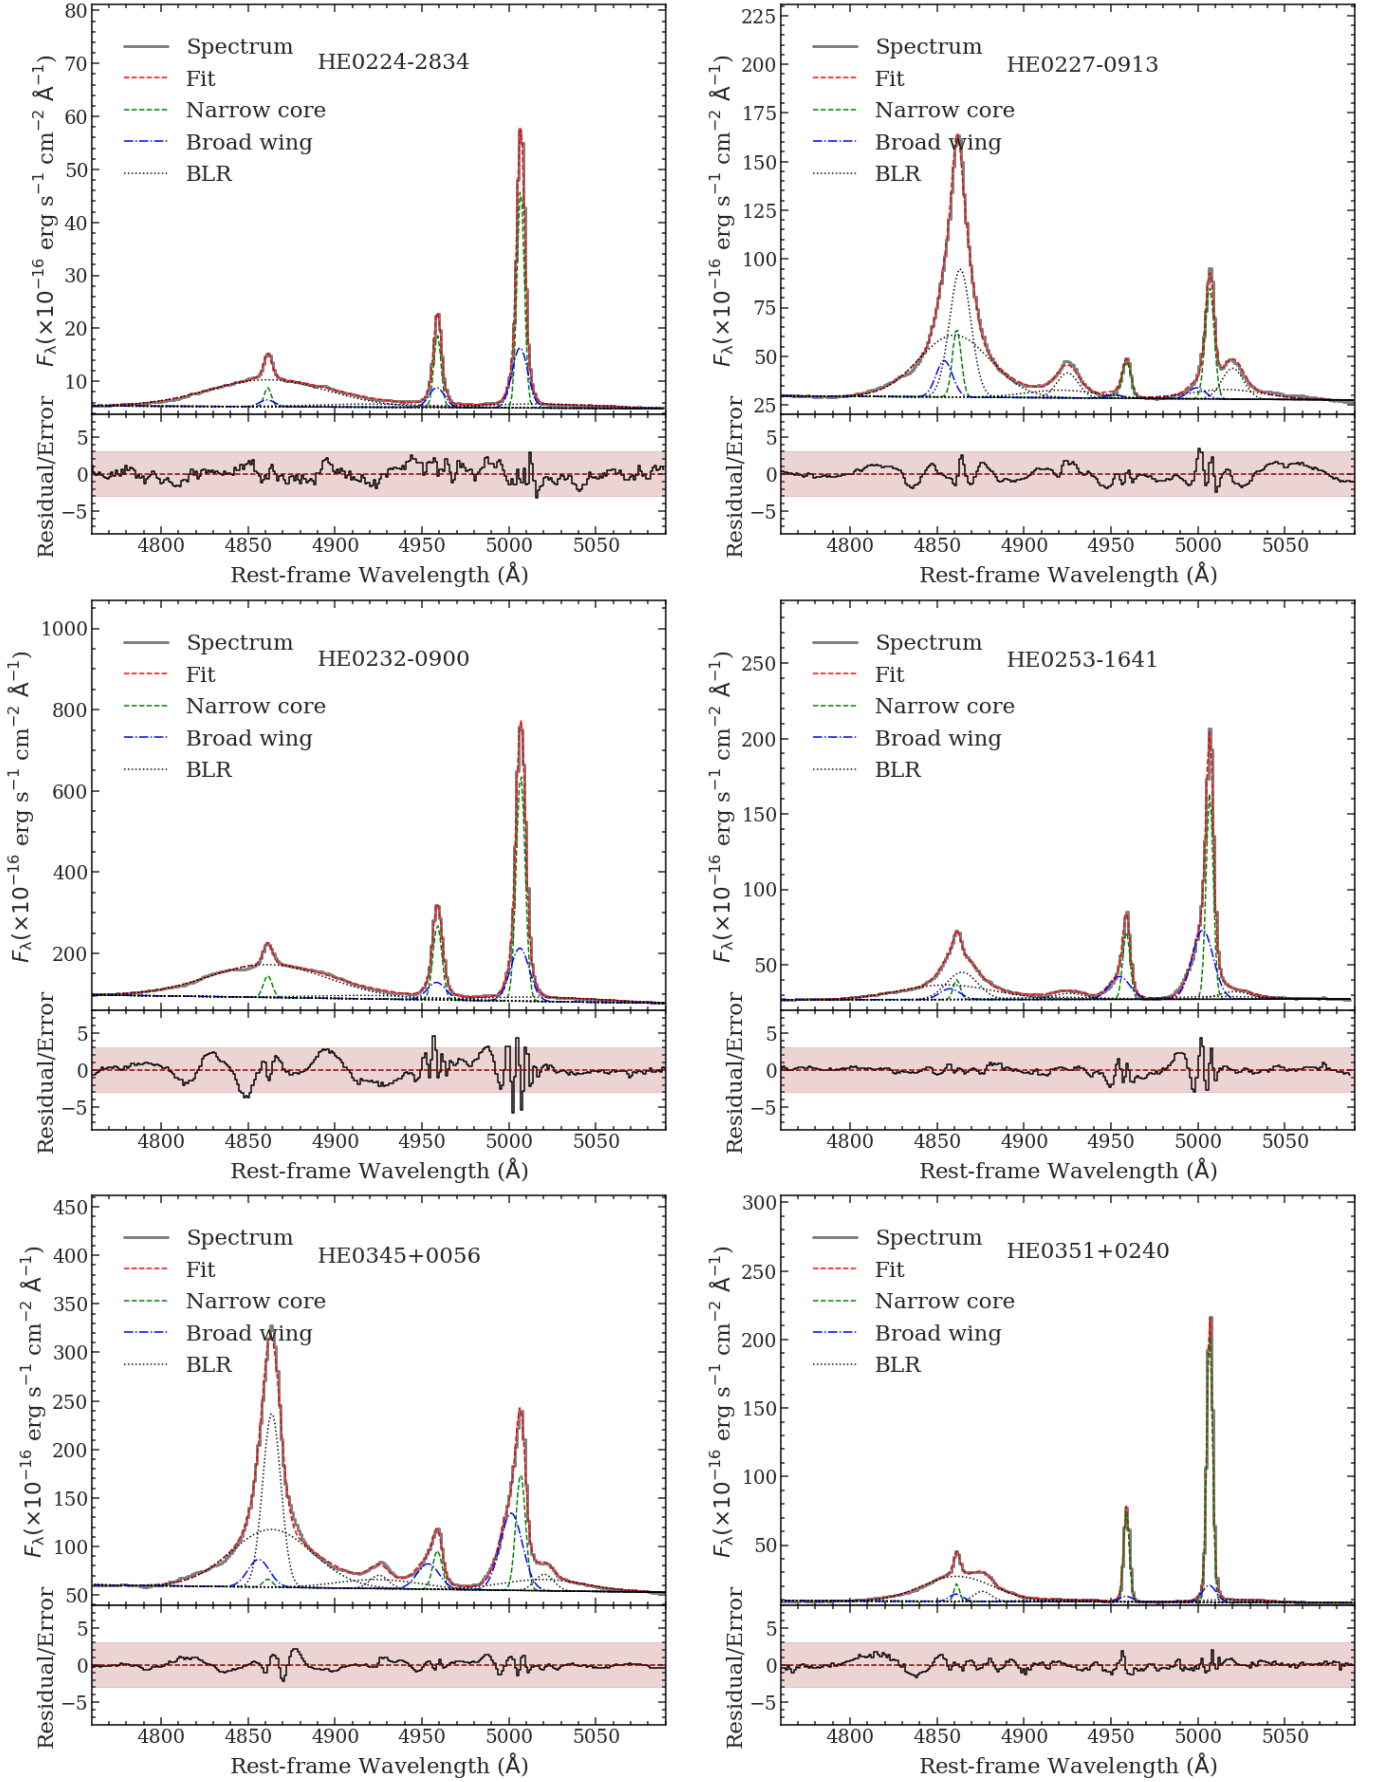 80
70
60
50
40
30
20
10
F_λ(×10⁻¹⁶ erg s⁻¹ cm⁻² Å⁻¹)
Spectrum
Fit
Narrow core
Broad wing
BLR
HE0224-2834
5
0
−5
Residual/Error
4800 4850 4900 4950 5000 5050
Rest-frame Wavelength (Å)
225
200
175
150
125
100
75
50
25
F_λ(×10⁻¹⁶ erg s⁻¹ cm⁻² Å⁻¹)
Spectrum
Fit
Narrow core
Broad wing
BLR
HE0227-0913
5
0
−5
Residual/Error
4800 4850 4900 4950 5000 5050
Rest-frame Wavelength (Å)
1000
800
600
400
200
F_λ(×10⁻¹⁶ erg s⁻¹ cm⁻² Å⁻¹)
Spectrum
Fit
Narrow core
Broad wing
BLR
HE0232-0900
5
0
−5
Residual/Error
4800 4850 4900 4950 5000 5050
Rest-frame Wavelength (Å)
250
200
150
100
50
F_λ(×10⁻¹⁶ erg s⁻¹ cm⁻² Å⁻¹)
Spectrum
Fit
Narrow core
Broad wing
BLR
HE0253-1641
5
0
−5
Residual/Error
4800 4850 4900 4950 5000 5050
Rest-frame Wavelength (Å)
450
400
350
300
250
200
150
100
50
F_λ(×10⁻¹⁶ erg s⁻¹ cm⁻² Å⁻¹)
Spectrum
Fit
Narrow core
Broad wing
BLR
HE0345+0056
5
0
−5
Residual/Error
4800 4850 4900 4950 5000 5050
Rest-frame Wavelength (Å)
300
250
200
150
100
50
F_λ(×10⁻¹⁶ erg s⁻¹ cm⁻² Å⁻¹)
Spectrum
Fit
Narrow core
Broad wing
BLR
HE0351+0240
5
0
−5
Residual/Error
4800 4850 4900 4950 5000 5050
Rest-frame Wavelength (Å)